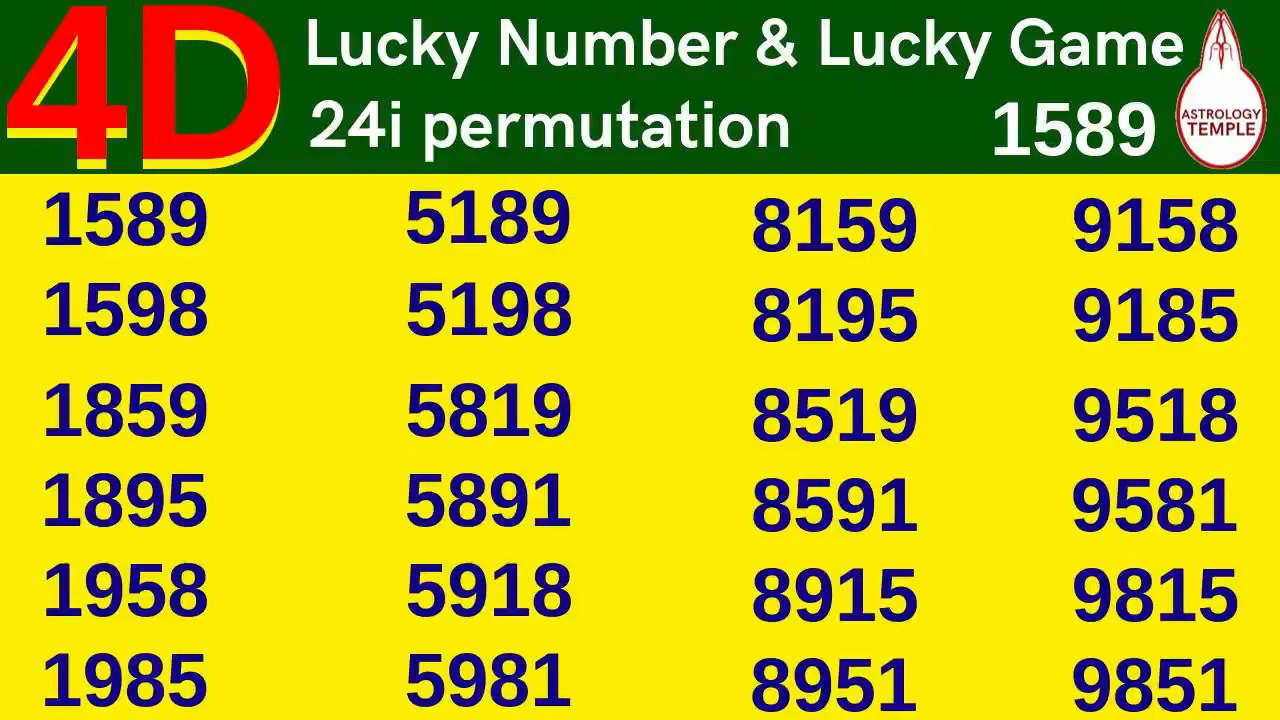 4D
Lucky Number & Lucky Game
24i permutation 1589
ASTROLOGY
TEMPLE
1589 5189 8159 9158
1598 5198 8195 9185
1859 5819 8519 9518
1895 5891 8591 9581
1958 5918 8915 9815
1985 5981 8951 9851